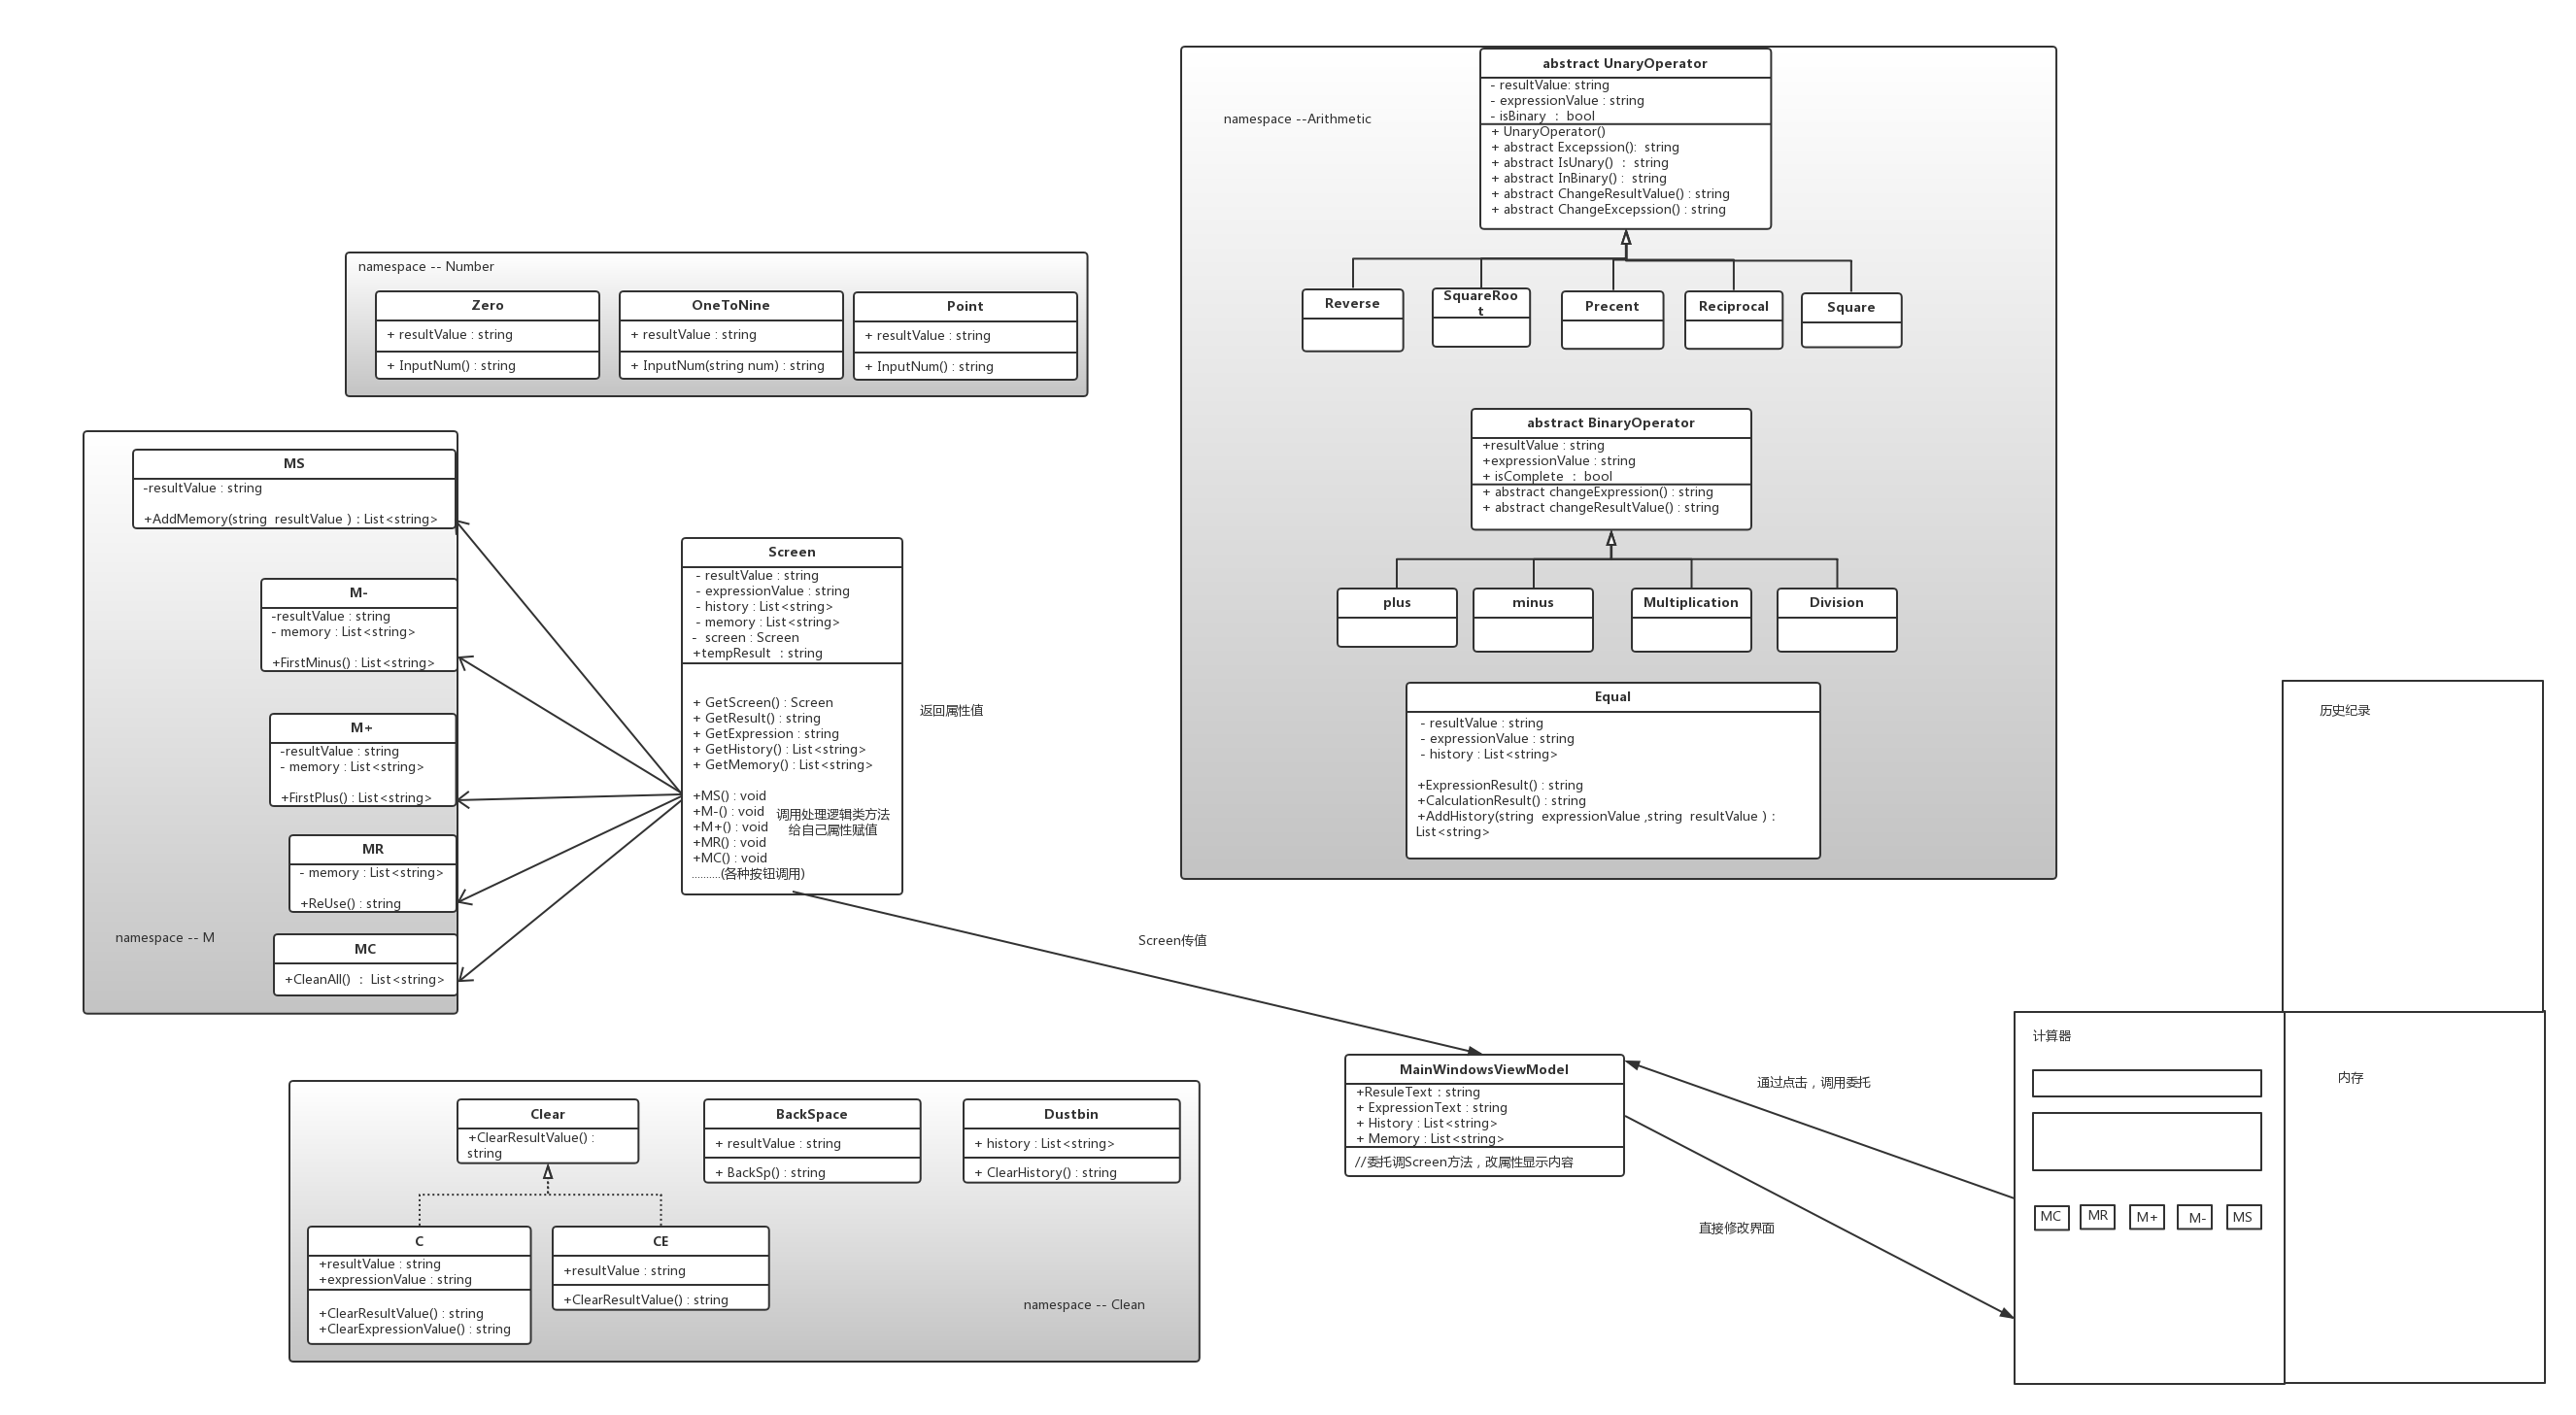 namespace --Arithmetic
abstract UnaryOperator
- resultValue: string
- expressionValue : string
- isBinary ： bool
+ UnaryOperator()
+ abstract Excepssion():  string
+ abstract IsUnary() ： string
+ abstract InBinary() :  string
+ abstract ChangeResultValue() : string
+ abstract ChangeExcepssion() : string
Reverse
SquareRoo
t
Precent
Reciprocal
Square
abstract BinaryOperator
+resultValue : string
+expressionValue : string
+ isComplete ： bool
+ abstract changeExpression() : string
+ abstract changeResultValue() : string
plus
minus
Multiplication
Division
Equal
- resultValue : string
- expressionValue : string
- history : List<string>
+ExpressionResult() : string
+CalculationResult() : string
+AddHistory(string  expressionValue ,string  resultValue ) :
List<string>
namespace -- Number
Zero
+ resultValue : string
+ InputNum() : string
OneToNine
+ resultValue : string
+ InputNum(string num) : string
Point
+ resultValue : string
+ InputNum() : string
MS
-resultValue : string
+AddMemory(string  resultValue ) : List<string>
M-
-resultValue : string
- memory : List<string>
+FirstMinus() : List<string>
M+
-resultValue : string
- memory : List<string>
+FirstPlus() : List<string>
MR
- memory : List<string>
+ReUse() : string
namespace -- M
MC
+CleanAll() ： List<string>
Screen
- resultValue : string
- expressionValue : string
- history : List<string>
- memory : List<string>
-  screen : Screen
+tempResult ：string
+ GetScreen() : Screen
+ GetResult() : string
+ GetExpression : string
+ GetHistory() : List<string>
+ GetMemory() : List<string>
+MS() : void
+M-() : void
+M+() : void
+MR() : void
+MC() : void
..........(各种按钮调用)
调用处理逻辑类方法
给自己属性赋值
返回属性值
Screen传值
Clear
+ClearResultValue() :
string
BackSpace
+ resultValue : string
+ BackSp() : string
Dustbin
+ history : List<string>
+ ClearHistory() : string
C
+resultValue : string
+expressionValue : string
+ClearResultValue() : string
+ClearExpressionValue() : string
CE
+resultValue : string
+ClearResultValue() : string
namespace -- Clean
MainWindowsViewModel
+ResuleText : string
+ ExpressionText : string
+ History : List<string>
+ Memory : List<string>
//委托调Screen方法，改属性显示内容
通过点击，调用委托
直接修改界面
历史纪录
计算器
内存
MC
MR
M+
M-
MS